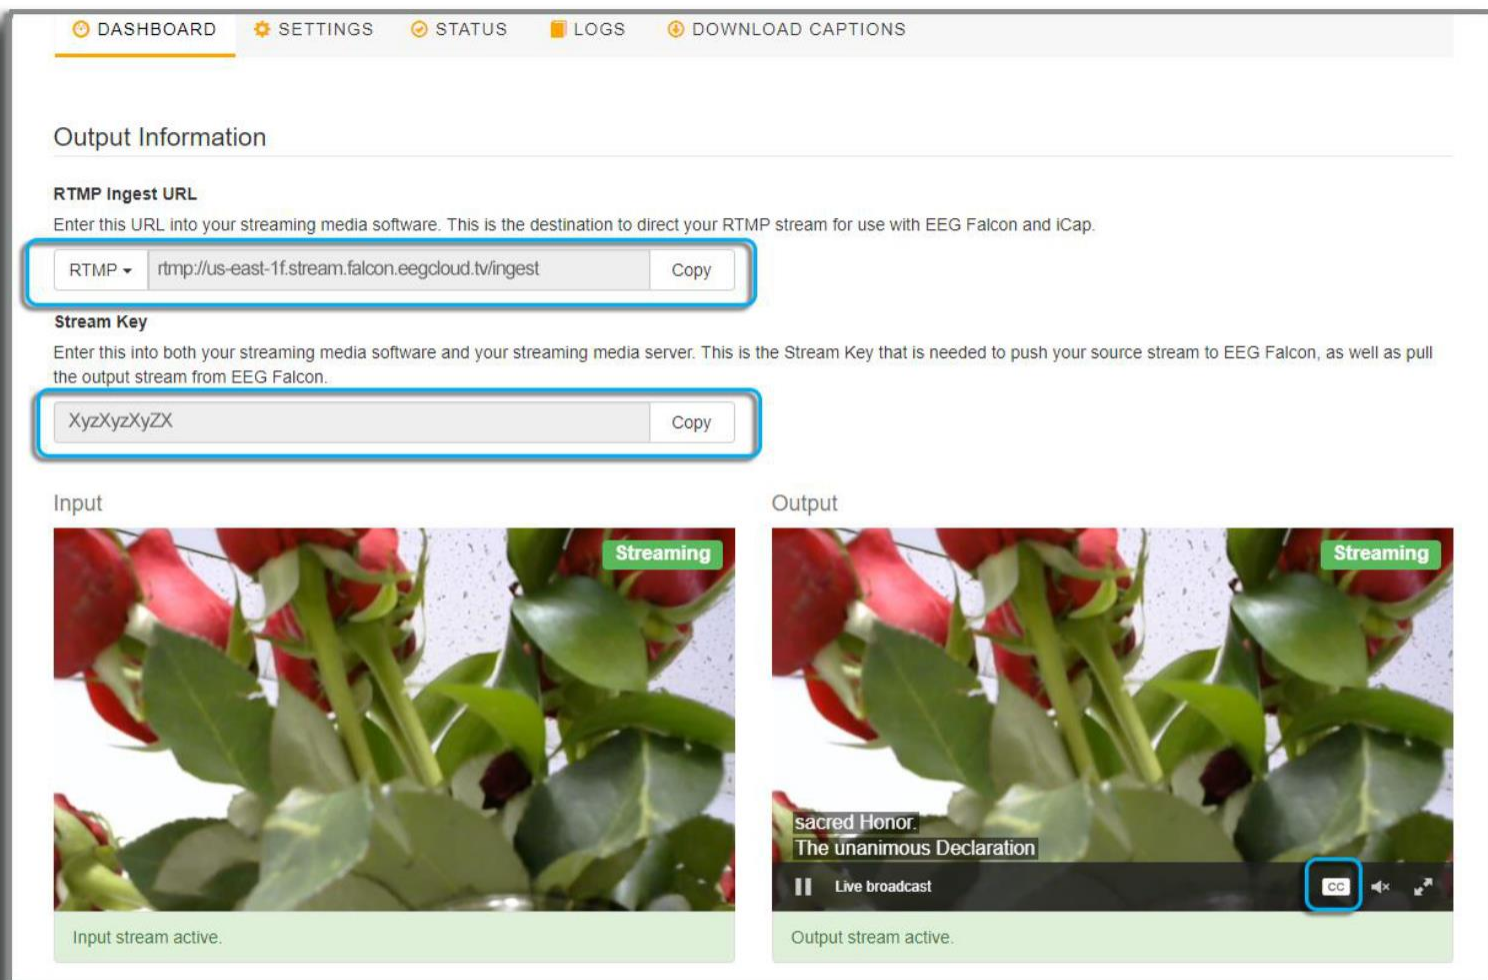 DASHBOARD SETTINGS STATUS LOGS DOWNLOAD CAPTIONS
Output Information
RTMP Ingest URL
Enter this URL into your streaming media software. This is the destination to direct your RTMP stream for use with EEG Falcon and iCap.
RTMP rtmp://us-east-1f.stream.falcon.eegcloud.tv/ingest Copy
Stream Key
Enter this into both your streaming media software and your streaming media server. This is the Stream Key that is needed to push your source stream to EEG Falcon, as well as pull
the output stream from EEG Falcon.
XyzXyzXyZX Copy
Input
Streaming
Input stream active.
Output
Streaming
sacred Honor.
The unanimous Declaration
Live broadcast CC
Output stream active.